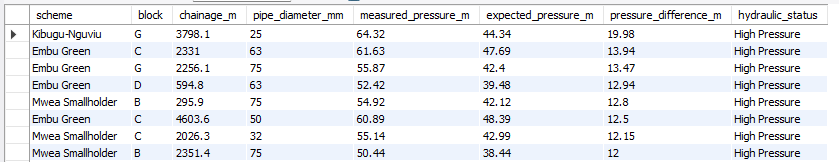 scheme block chainage_m pipe_diameter_mm measured_pressure_m expected_pressure_m pressure_difference_m hydraulic_status
Kibugu-Nguviu G 3798.1 25 64.32 44.34 19.98 High Pressure
Embu Green C 2331 63 61.63 47.69 13.94 High Pressure
Embu Green G 2256.1 75 55.87 42.4 13.47 High Pressure
Embu Green D 594.8 63 52.42 39.48 12.94 High Pressure
Mwea Smallholder B 295.9 75 54.92 42.12 12.8 High Pressure
Embu Green C 4603.6 50 60.89 48.39 12.5 High Pressure
Mwea Smallholder C 2026.3 32 55.14 42.99 12.15 High Pressure
Mwea Smallholder B 2351.4 75 50.44 38.44 12 High Pressure